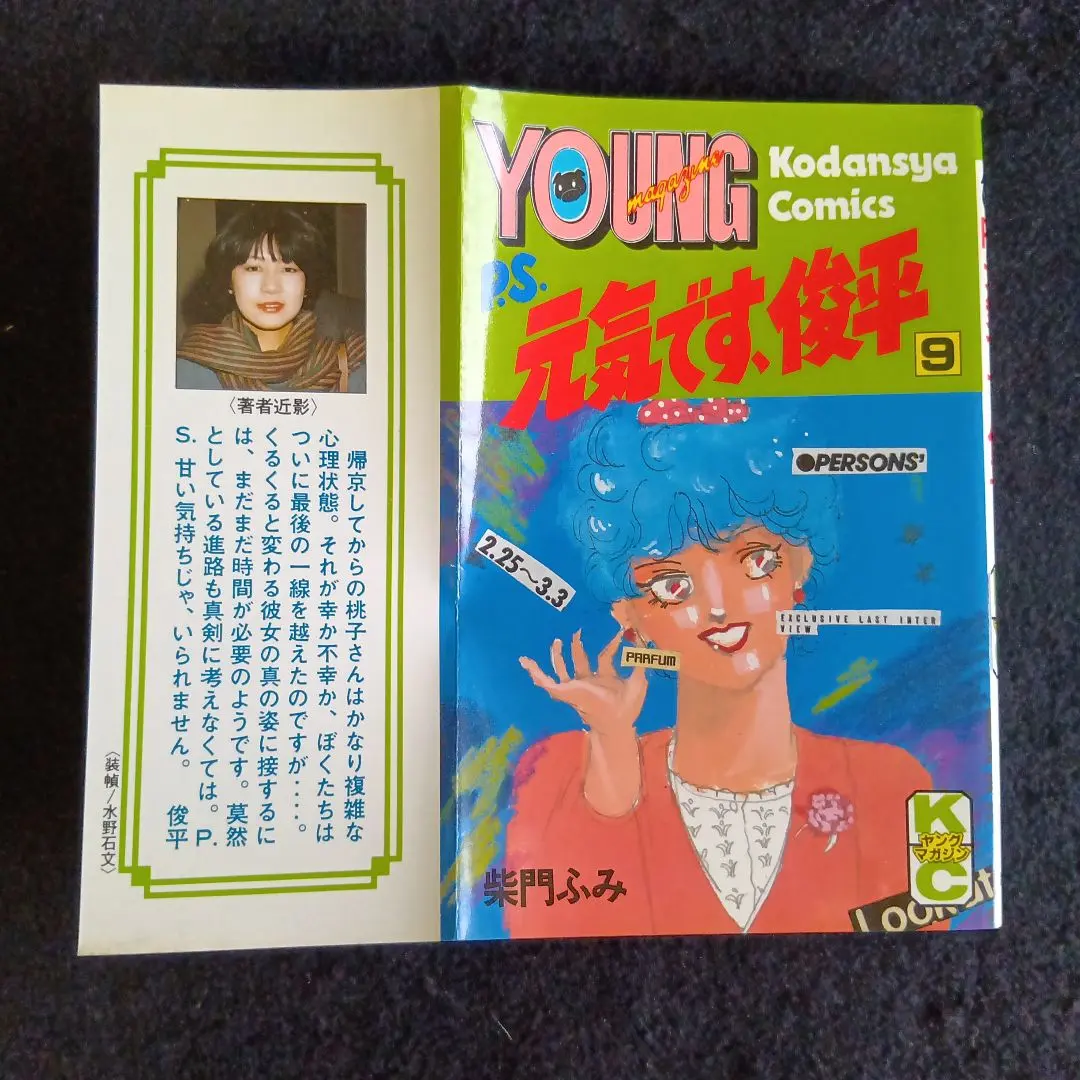 〈著者近影〉
帰京してからの桃子さんはかなり複雑な
心理状態。それが幸か不幸か、ぼくたちは
ついに最後の一線を越えたのですが‥‥。
くるくると変わる彼女の真の姿に接するに
は、まだまだ時間が必要のようです。莫然
としている進路も真剣に考えなくては。P.
S. 甘い気持ちじゃ、いられません。 俊平
〈装幀/水野石文〉
YOUNG
magazine
Kodansya
Comics
P.S.
元気です、俊平
9
●PERSONS'
2.25〜3.3
EXCLUSIVE LAST INTER
VIEW
PARFUM
柴門ふみ
K
ヤング
マガジン
C